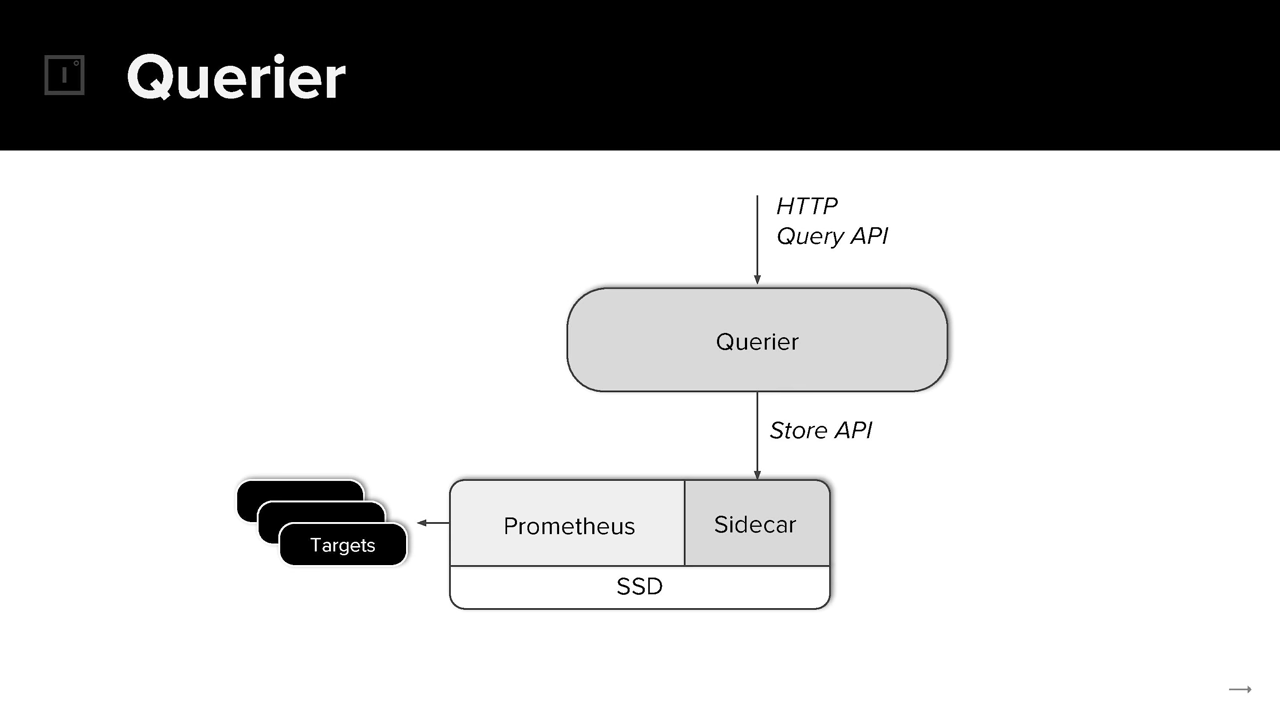 Querier
HTTP
Query API
Querier
Store API
Prometheus
Sidecar
Targets
SSD